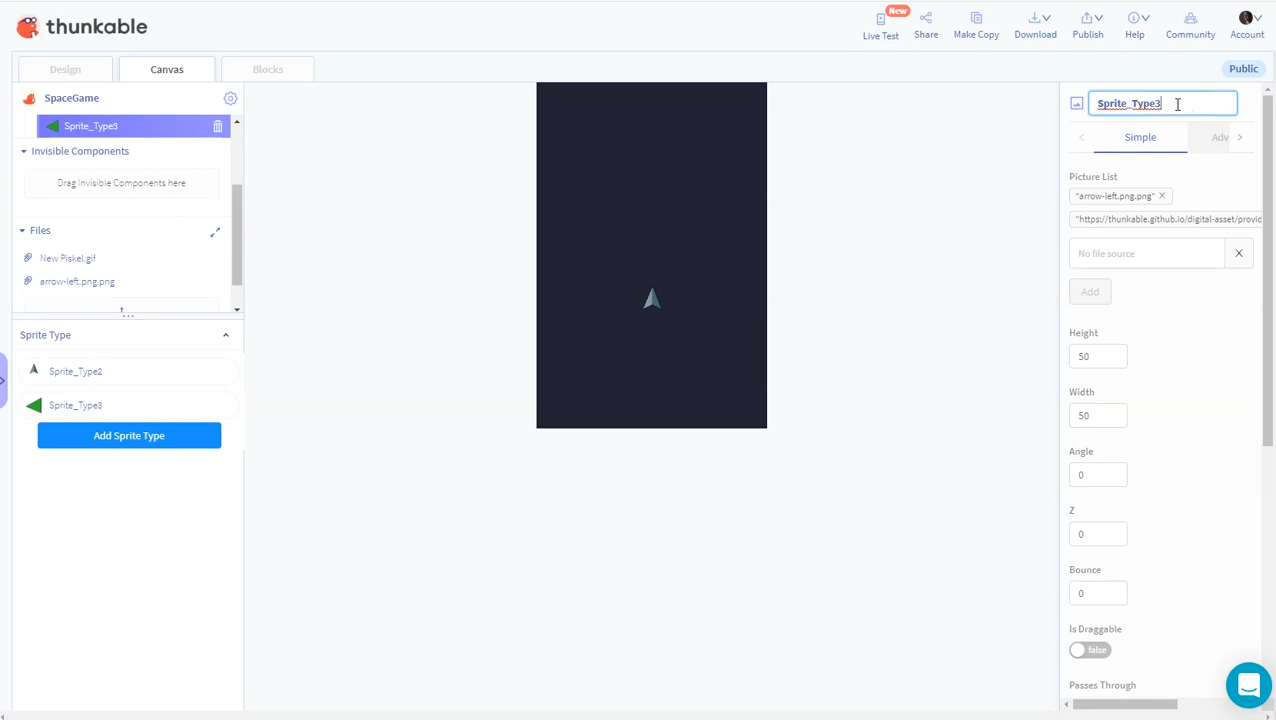 thunkable
New
Live Test
Share
Make Copy
Download
Publish
Help
Community
Account
Design
Canvas
Blocks
Public
SpaceGame
Sprite_Type3
Invisible Components
Drag Invisible Components here
Files
New Piskel.gif
arrow-left.png.png
Sprite Type
Sprite_Type2
Sprite_Type3
Add Sprite Type
Sprite_Type3
Simple
Adv
Picture List
"arrow-left.png.png"
"https://thunkable.github.io/digital-asset/provid
No file source
X
Add
Height
50
Width
50
Angle
0
Z
0
Bounce
0
Is Draggable
false
Passes Through